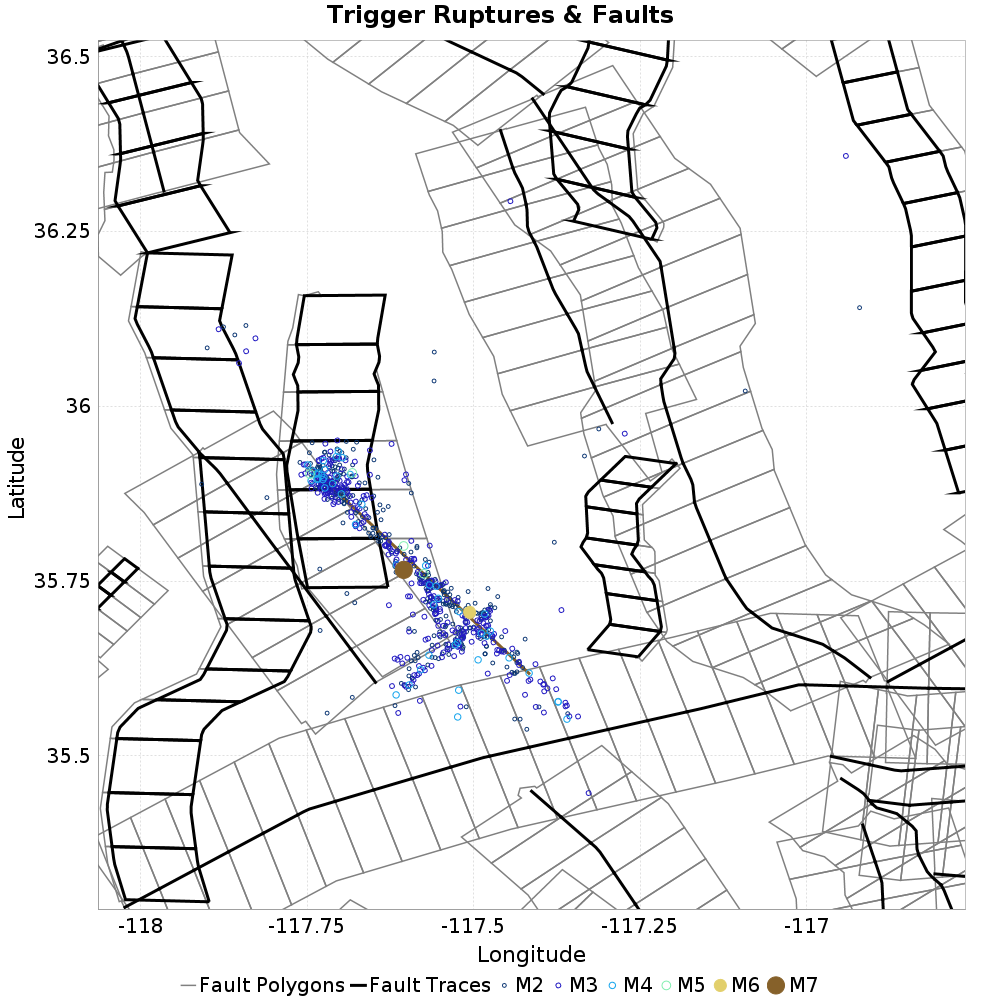 Trigger Ruptures & Faults
36.5
36.25
36
35.75
35.5
Latitude
-118
-117.75
-117.5
-117.25
-117
Longitude
Fault Polygons Fault Traces M2 M3 M4 M5 M6 M7